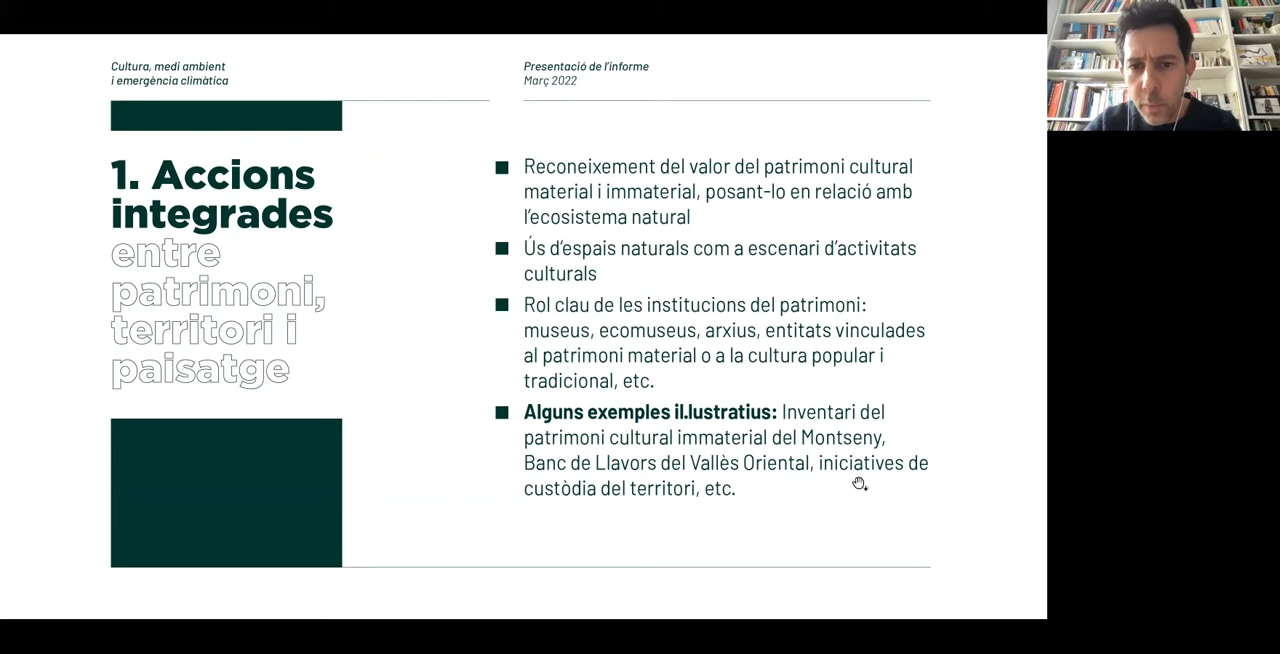 Cultura, medi ambient
i emergència climàtica
Presentació de l'informe
Març 2022
1. Accions
integrades
entre
patrimoni,
territori i
paisatge
Reconeixement del valor del patrimoni cultural
material i immaterial, posant-lo en relació amb
l'ecosistema natural
Ús d'espais naturals com a escenari d'activitats
culturals
Rol clau de les institucions del patrimoni:
museus, ecomuseus, arxius, entitats vinculades
al patrimoni material o a la cultura popular i
tradicional, etc.
Alguns exemples il.lustratius: Inventari del
patrimoni cultural immaterial del Montseny,
Banc de Llavors del Vallès Oriental, iniciatives de
custòdia del territori, etc.